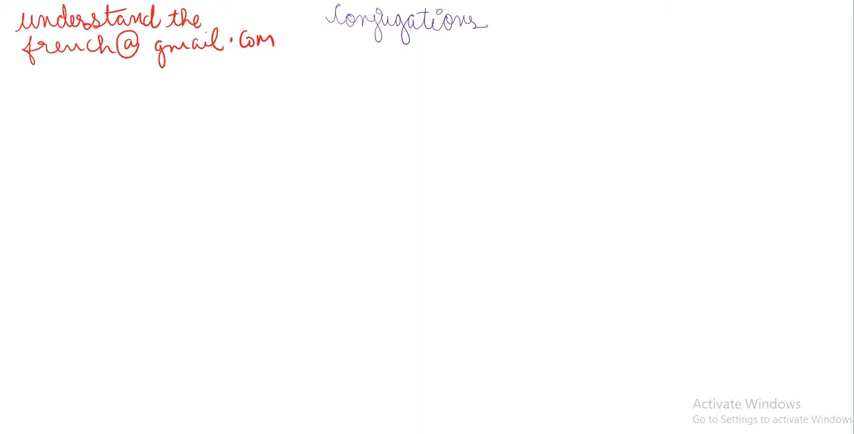 understand the
french@ gmail.com
Conjugations
Activate Windows
Go to Settings to activate Windows